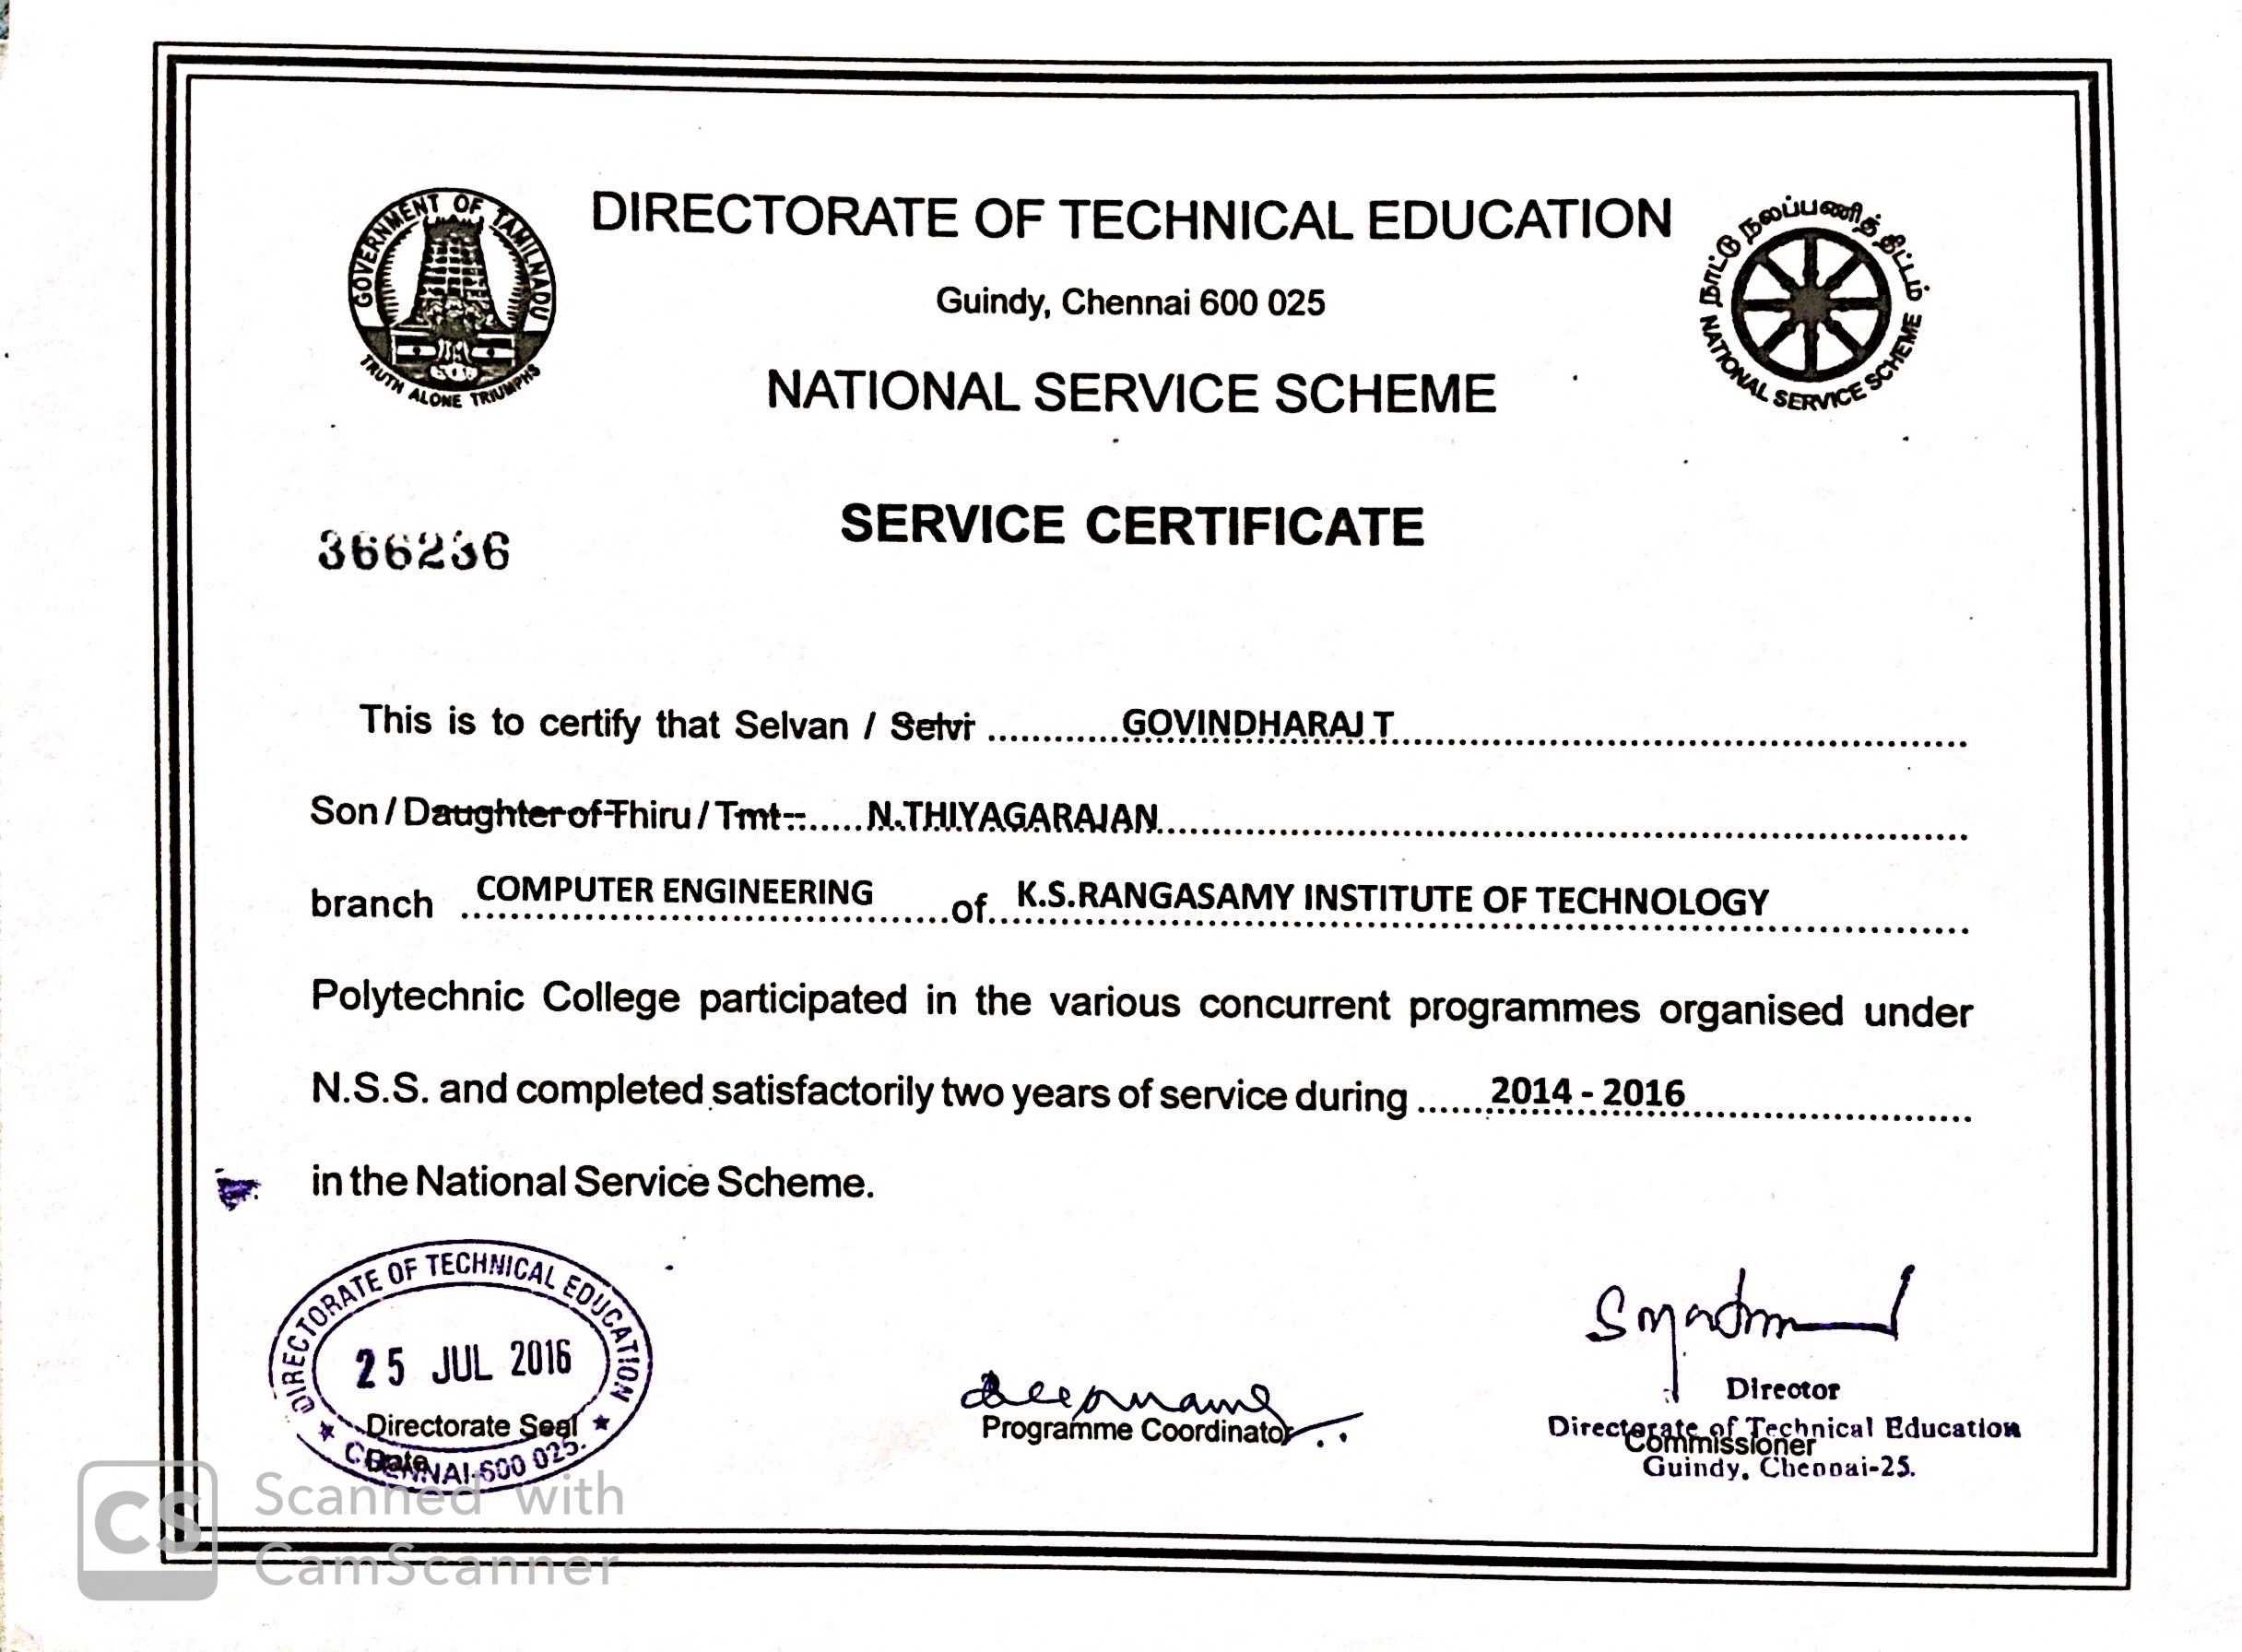 GOVERNMENT OF TAMILNADU
TRUTH ALONE TRIUMPHS
DIRECTORATE OF TECHNICAL EDUCATION
Guindy, Chennai 600 025
NATIONAL SERVICE SCHEME
நாட்டு நலப்பணித் திட்டம்
NATIONAL SERVICE SCHEME
SERVICE CERTIFICATE
366236
This is to certify that Selvan / Selvi ............GOVINDHARAJ T............
Son / Daughter of Thiru / Tmt. ......N.THIYAGARAJAN............
branch COMPUTER ENGINEERING of K.S.RANGASAMY INSTITUTE OF TECHNOLOGY
Polytechnic College participated in the various concurrent programmes organised under
N.S.S. and completed satisfactorily two years of service during ......2014 - 2016............
in the National Service Scheme.
DIRECTORATE OF TECHNICAL EDUCATION
25 JUL 2016
Directorate Seal
Date
CHENNAI-600 025.
Programme Coordinator
Director
Directorate of Technical Education
Commissioner
Guindy, Chennai-25.
CS Scanned with
CamScanner